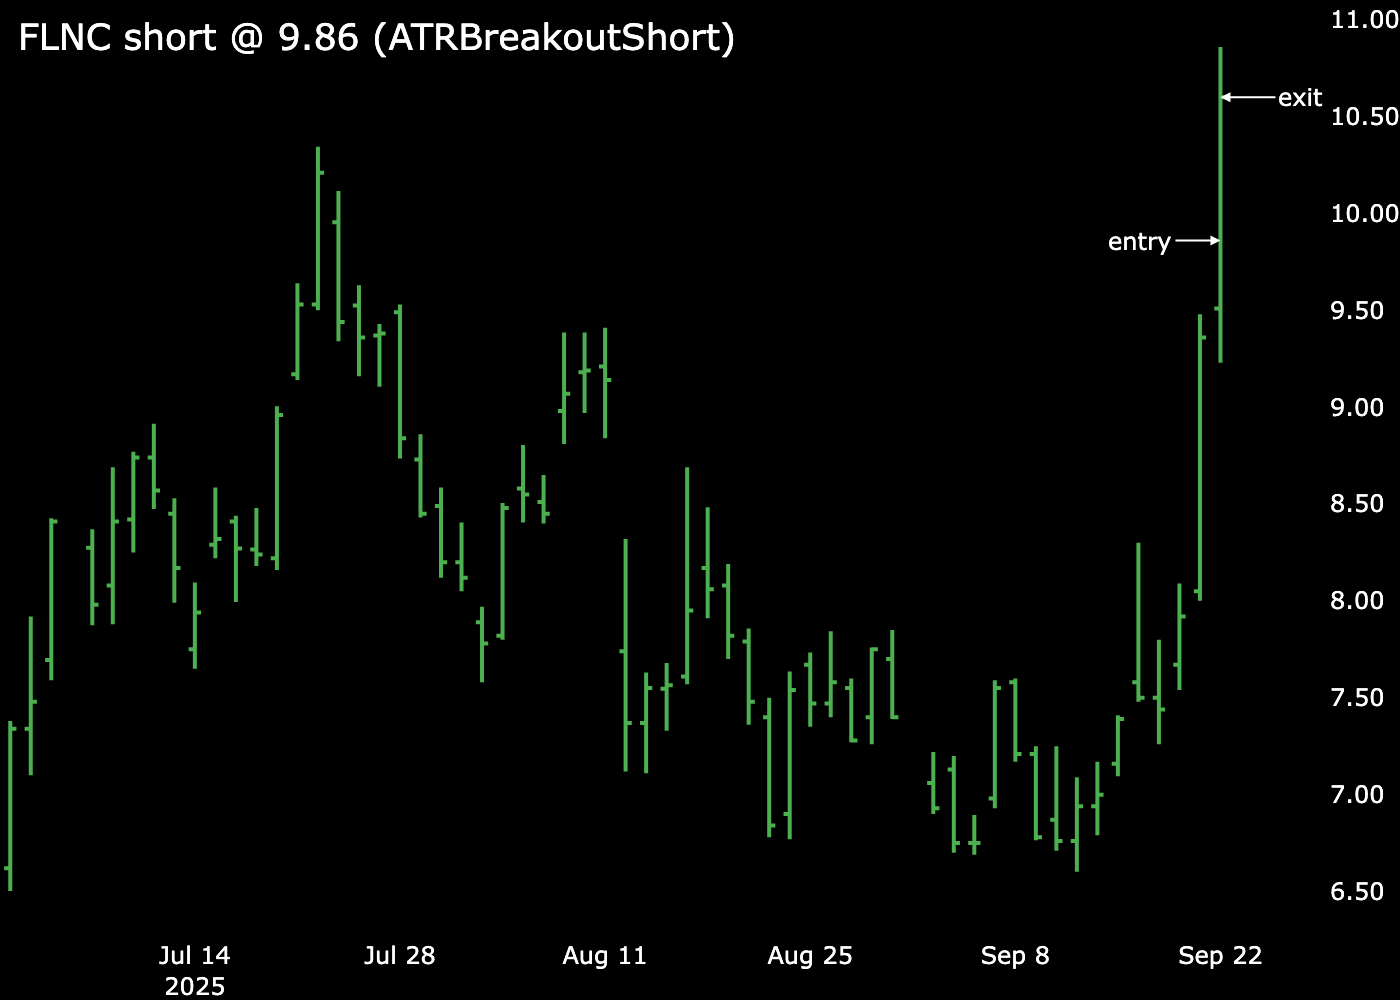 FLNC short @ 9.86 (ATRBreakoutShort)
11.00
exit
10.50
10.00
entry
9.50
9.00
8.50
8.00
7.50
7.00
6.50
Jul 14
2025
Jul 28
Aug 11
Aug 25
Sep 8
Sep 22